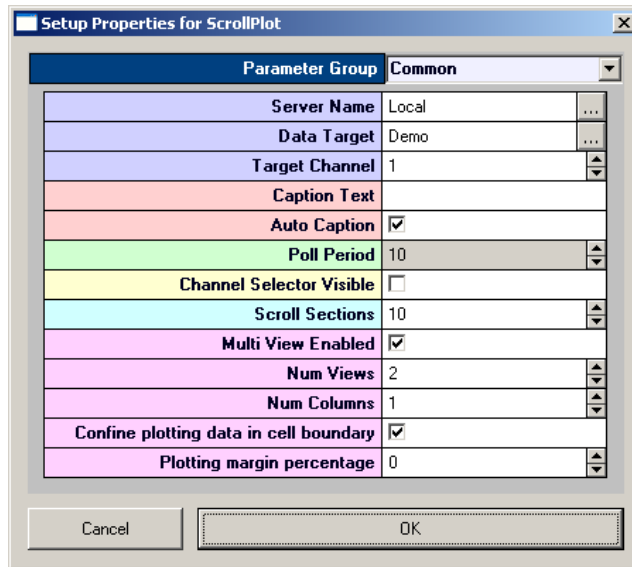 Setup Properties for ScrollPlot
Parameter Group Common
Server Name Local ...
Data Target Demo ...
Target Channel 1
Caption Text
Auto Caption
Poll Period 10
Channel Selector Visible
Scroll Sections 10
Multi View Enabled
Num Views 2
Num Columns 1
Confine plotting data in cell boundary
Plotting margin percentage 0
Cancel OK